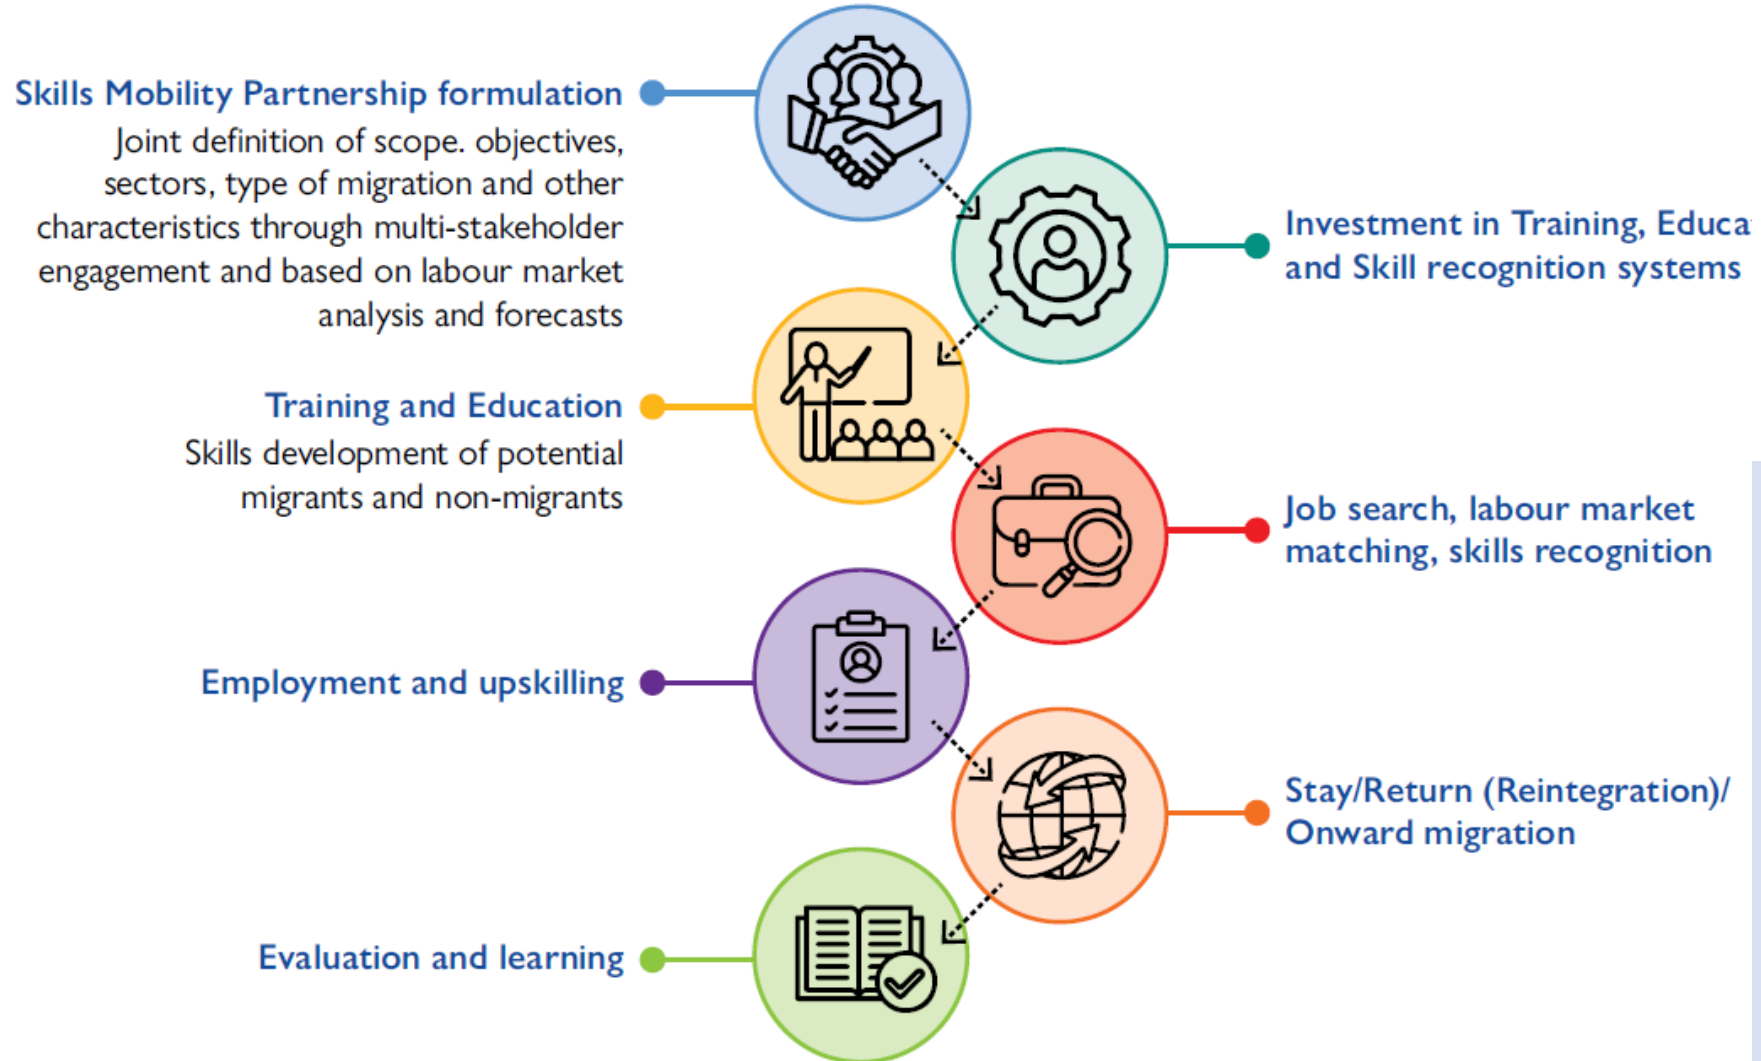 Skills Mobility Partnership formulation
Joint definition of scope. objectives,
sectors, type of migration and other
characteristics through multi-stakeholder
engagement and based on labour market
analysis and forecasts
Investment in Training, Educa
and Skill recognition systems
Training and Education
Skills development of potential
migrants and non-migrants
Job search, labour market
matching, skills recognition
Employment and upskilling
Stay/Return (Reintegration)/
Onward migration
Evaluation and learning